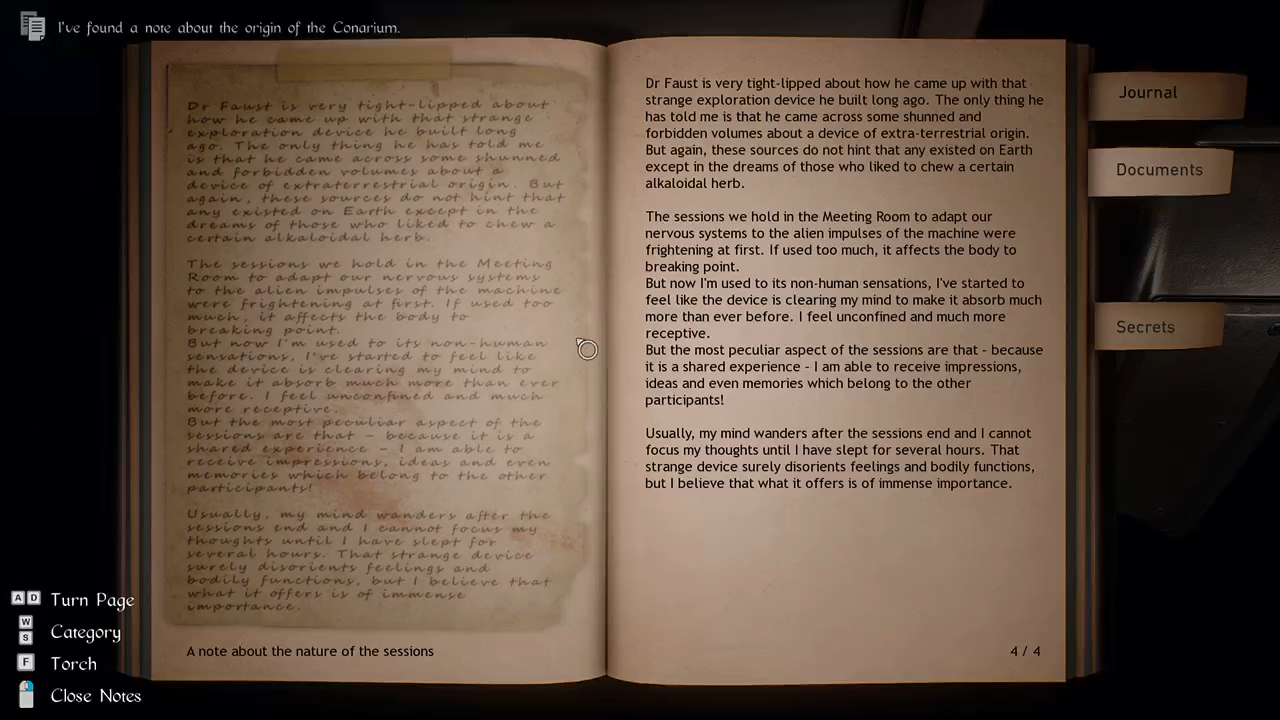 I've found a note about the origin of the Conarium.
Dr Faust is very tight-lipped about
how he came up with that strange
exploration device he built long
ago. The only thing he has told me
is that he came across some shunned
and forbidden volumes about a
device of extraterrestrial origin. But
again, these sources do not hint that
any existed on Earth except in the
dreams of those who liked to chew a
certain alkaloidal herb.
The sessions we hold in the Meeting
Room to adapt our nervous systems
to the alien impulses of the machine
were frightening at first. If used too
much, it affects the body to
breaking point.
But now I'm used to its non-human
sensations, I've started to feel like
the device is clearing my mind to
make it absorb much more than ever
before. I feel unconfined and much
more receptive.
But the most peculiar aspect of the
sessions are that - because it is a
shared experience - I am able to
receive impressions, ideas and even
memories which belong to the other
participants!
Usually, my mind wanders after the
sessions end and I cannot focus my
thoughts until I have slept for
several hours. That strange device
surely disorients feelings and
bodily functions, but I believe that
what it offers is of immense
importance.
A note about the nature of the sessions
Dr Faust is very tight-lipped about how he came up with that
strange exploration device he built long ago. The only thing he
has told me is that he came across some shunned and
forbidden volumes about a device of extra-terrestrial origin.
But again, these sources do not hint that any existed on Earth
except in the dreams of those who liked to chew a certain
alkaloidal herb.
The sessions we hold in the Meeting Room to adapt our
nervous systems to the alien impulses of the machine were
frightening at first. If used too much, it affects the body to
breaking point.
But now I'm used to its non-human sensations, I've started to
feel like the device is clearing my mind to make it absorb much
more than ever before. I feel unconfined and much more
receptive.
But the most peculiar aspect of the sessions are that - because
it is a shared experience - I am able to receive impressions,
ideas and even memories which belong to the other
participants!
Usually, my mind wanders after the sessions end and I cannot
focus my thoughts until I have slept for several hours. That
strange device surely disorients feelings and bodily functions,
but I believe that what it offers is of immense importance.
4 / 4
Journal
Documents
Secrets
A D Turn Page
W
S Category
F Torch
Close Notes